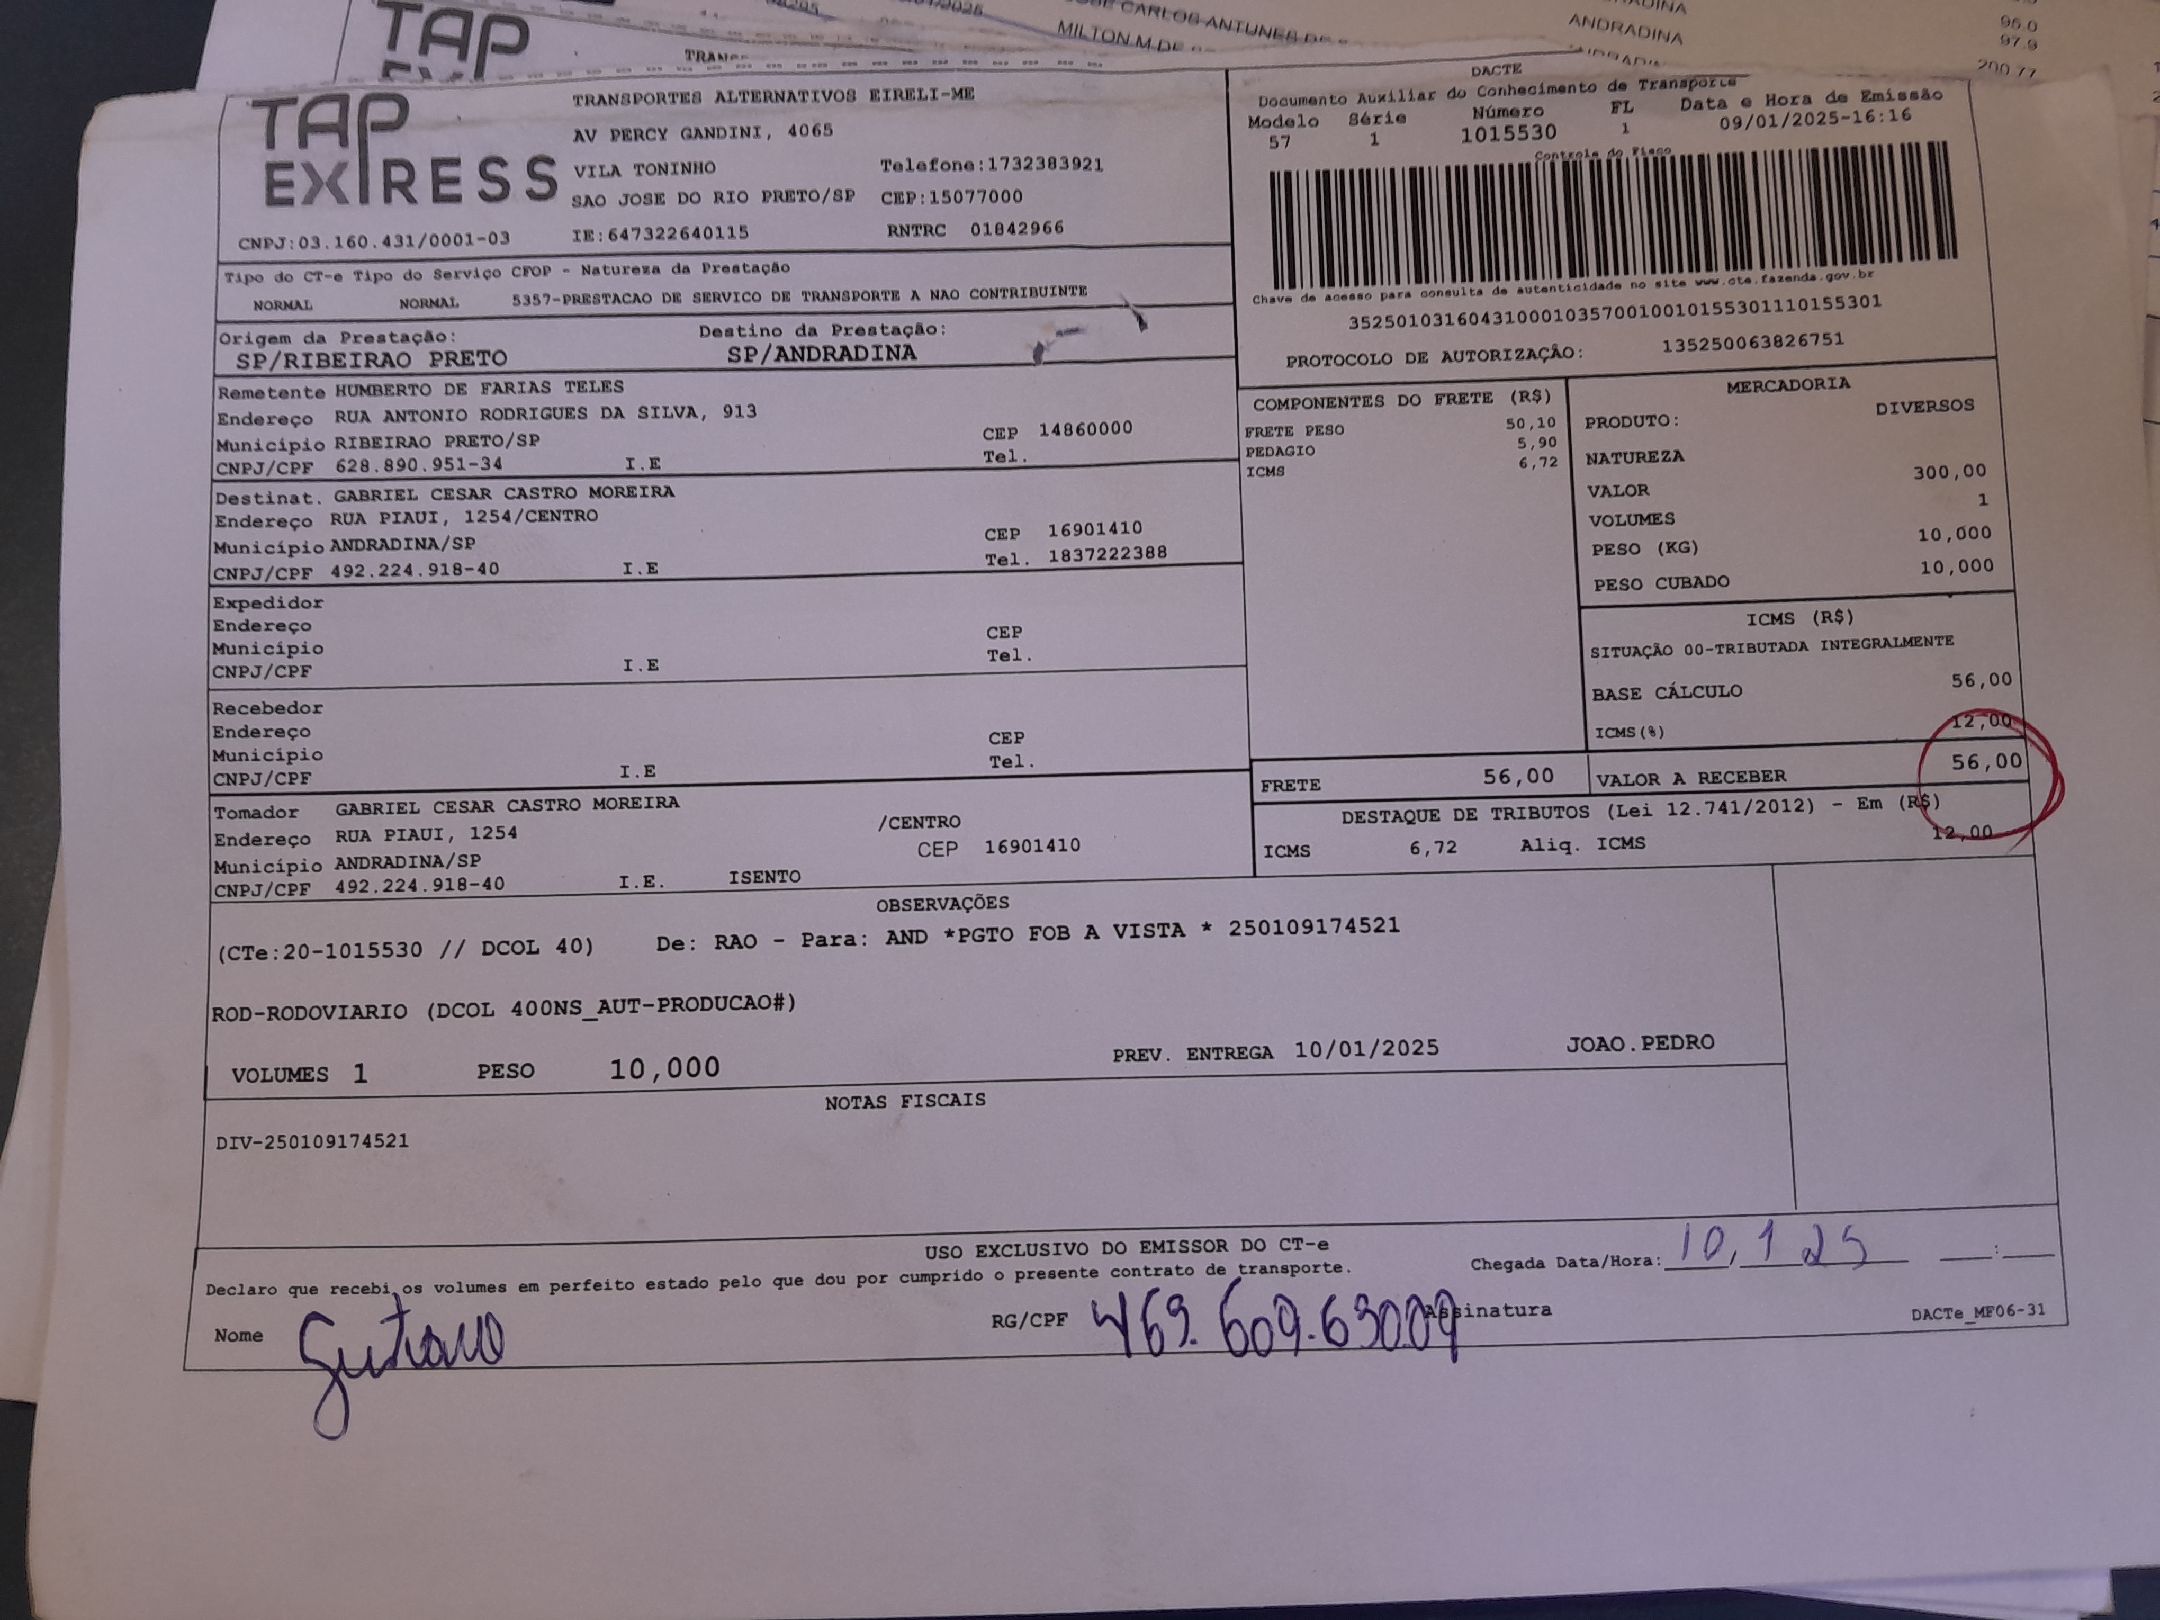 TAP
TAP EXPRESS
TRANSPORTES ALTERNATIVOS EIRELI-ME
AV PERCY GANDINI, 4065
VILA TONINHO Telefone:1732383921
SAO JOSE DO RIO PRETO/SP CEP:15077000
CNPJ:03.160.431/0001-03 IE:647322640115 RNTRC 01842966
Tipo do CT-e Tipo do Serviço CFOP - Natureza da Prestação
NORMAL NORMAL 5357-PRESTACAO DE SERVICO DE TRANSPORTE A NAO CONTRIBUINTE
Origem da Prestação: Destino da Prestação:
SP/RIBEIRAO PRETO SP/ANDRADINA
DACTE
Documento Auxiliar do Conhecimento de Transporte
Modelo Série Número FL Data e Hora de Emissão
57 1 1015530 1 09/01/2025-16:16
Controle do Fisco
Chave de acesso para consulta de autenticidade no site www.cte.fazenda.gov.br
35250103160431000103570010010155301110155301
PROTOCOLO DE AUTORIZAÇÃO: 135250063826751
Remetente HUMBERTO DE FARIAS TELES
Endereço RUA ANTONIO RODRIGUES DA SILVA, 913
Município RIBEIRAO PRETO/SP CEP 14860000
CNPJ/CPF 628.890.951-34 I.E Tel.
Destinat. GABRIEL CESAR CASTRO MOREIRA
Endereço RUA PIAUI, 1254/CENTRO
Município ANDRADINA/SP CEP 16901410
CNPJ/CPF 492.224.918-40 I.E Tel. 1837222388
Expedidor
Endereço
Município CEP
CNPJ/CPF I.E Tel.
Recebedor
Endereço
Município CEP
CNPJ/CPF I.E Tel.
Tomador GABRIEL CESAR CASTRO MOREIRA
Endereço RUA PIAUI, 1254 /CENTRO
Município ANDRADINA/SP CEP 16901410
CNPJ/CPF 492.224.918-40 I.E. ISENTO
COMPONENTES DO FRETE (R$)
FRETE PESO 50,10
PEDAGIO 5,90
ICMS 6,72
MERCADORIA
PRODUTO: DIVERSOS
NATUREZA
VALOR 300,00
VOLUMES 1
PESO (KG) 10,000
PESO CUBADO 10,000
ICMS (R$)
SITUAÇÃO 00-TRIBUTADA INTEGRALMENTE
BASE CÁLCULO 56,00
ICMS(%) 12,00
FRETE 56,00 VALOR A RECEBER 56,00
DESTAQUE DE TRIBUTOS (Lei 12.741/2012) - Em (R$)
ICMS 6,72 Aliq. ICMS 12,00
OBSERVAÇÕES
(CTe:20-1015530 // DCOL 40) De: RAO - Para: AND *PGTO FOB A VISTA * 250109174521
ROD-RODOVIARIO (DCOL 400NS_AUT-PRODUCAO#)
VOLUMES 1 PESO 10,000 PREV. ENTREGA 10/01/2025 JOAO.PEDRO
NOTAS FISCAIS
DIV-250109174521
USO EXCLUSIVO DO EMISSOR DO CT-e
Declaro que recebi os volumes em perfeito estado pelo que dou por cumprido o presente contrato de transporte.
Chegada Data/Hora: 10, 1 25 :
Nome Gustavo RG/CPF 469.609.690.09 Assinatura
DACTe_MF06-31
ANDRADINA
96.0
97.9
200.77